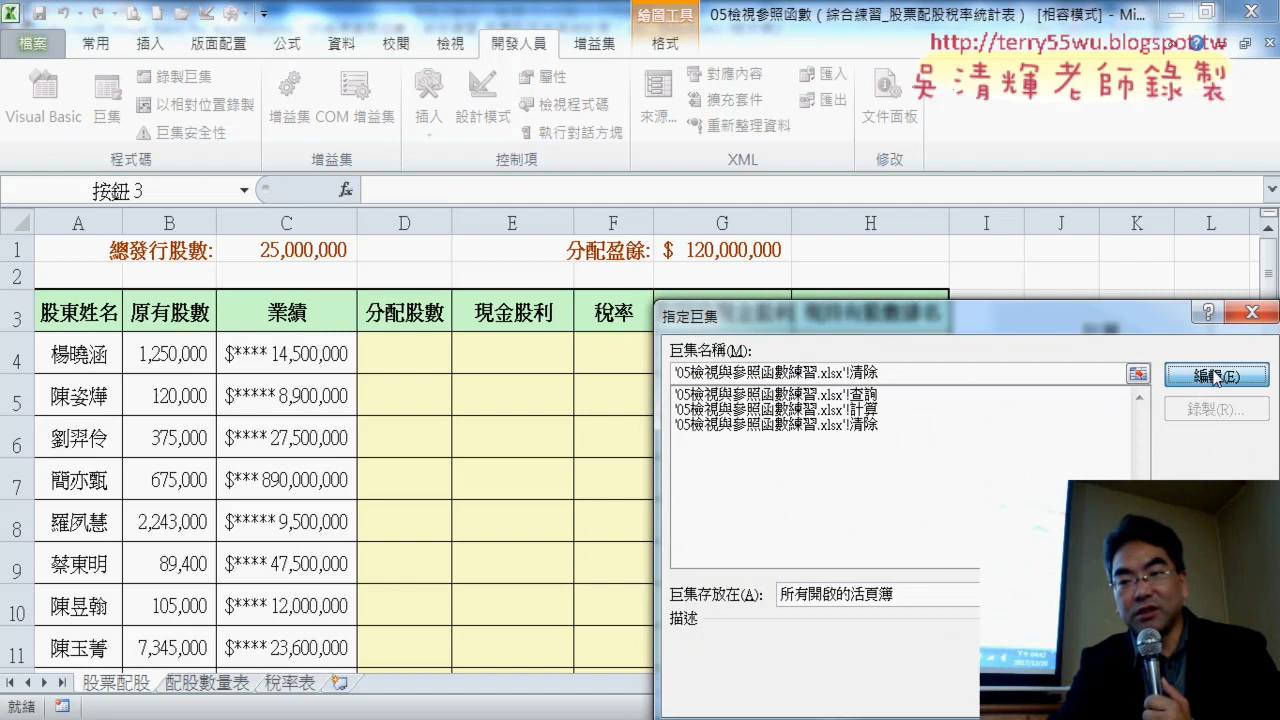 05檢視參照函數（綜合練習_股票配股稅率統計表） [相容模式] - Mi...
繪圖工具
檔案 常用 插入 版面配置 公式 資料 校閱 檢視 開發人員 增益集 格式
http://terry55wu.blogspot.tw
吳清輝老師錄製
Visual Basic 巨集 錄製巨集 以相對位置錄製 巨集安全性
增益集 COM 增益集
插入 設計模式 屬性 檢視程式碼 執行對話方塊
來源... 對應內容 擴充套件 重新整理資料 匯入 匯出
文件面板
程式碼 增益集 控制項 XML 修改
按鈕 3 fx
A B C D E F G H I J K L
1 總發行股數: 25,000,000 分配盈餘: $ 120,000,000
2
3 股東姓名 原有股數 業績 分配股數 現金股利 稅率
4 楊曉涵 1,250,000 $**** 14,500,000
5 陳姿燁 120,000 $***** 8,900,000
6 劉羿伶 375,000 $**** 27,500,000
7 簡亦甄 675,000 $*** 890,000,000
8 羅夙慧 2,243,000 $***** 9,500,000
9 蔡東明 89,400 $**** 47,500,000
10 陳昱翰 105,000 $**** 12,000,000
11 陳玉菁 7,345,000 $**** 23,600,000
股票配股 配股數量表 稅率表
就緒
指定巨集
巨集名稱(M):
'05檢視與參照函數練習.xlsx'!清除
'05檢視與參照函數練習.xlsx'!查詢
'05檢視與參照函數練習.xlsx'!計算
'05檢視與參照函數練習.xlsx'!清除
編輯(E)
錄製(R)...
巨集存放在(A): 所有開啟的活頁簿
描述